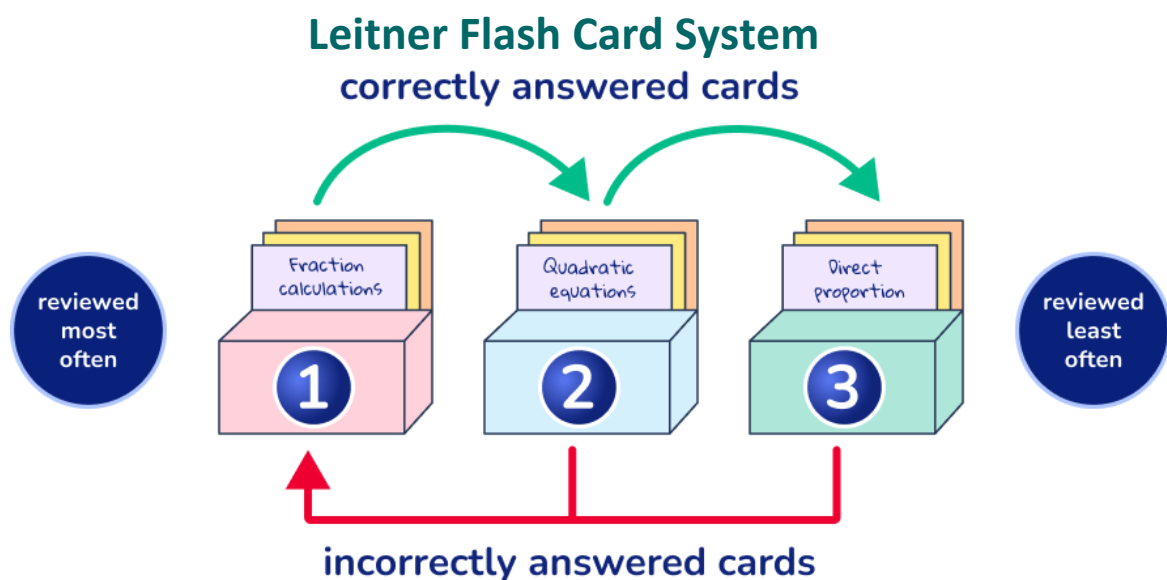 Leitner Flash Card System
correctly answered cards
Fraction
calculations
Quadratic
equations
Direct
proportion
reviewed
most
often
reviewed
least
often
1
2
3
incorrectly answered cards